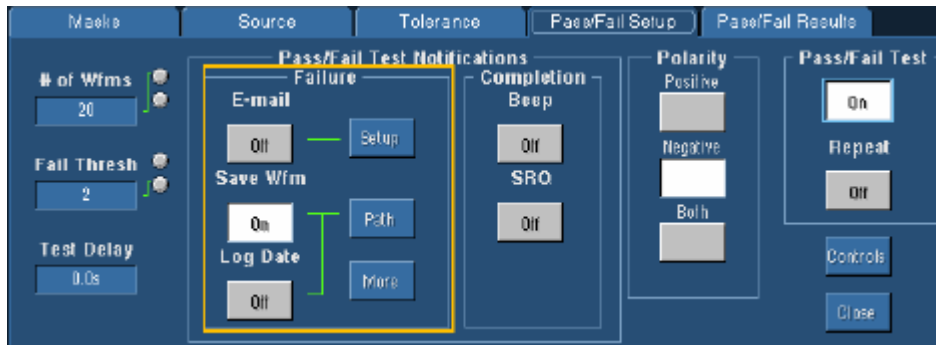 Masks
Source
Tolerance
Pass/Fail Setup
Pass/Fail Results
# of Wfms
20
Fail Thresh
2
Test Delay
0.0s
Pass/Fail Test Notifications
Failure
E-mail
Off
Setup
Save Wfm
On
Path
Log Date
Off
More
Completion
Beep
Off
SRQ
Off
Polarity
Positive
Negative
Both
Pass/Fail Test
On
Repeat
Off
Controls
Close